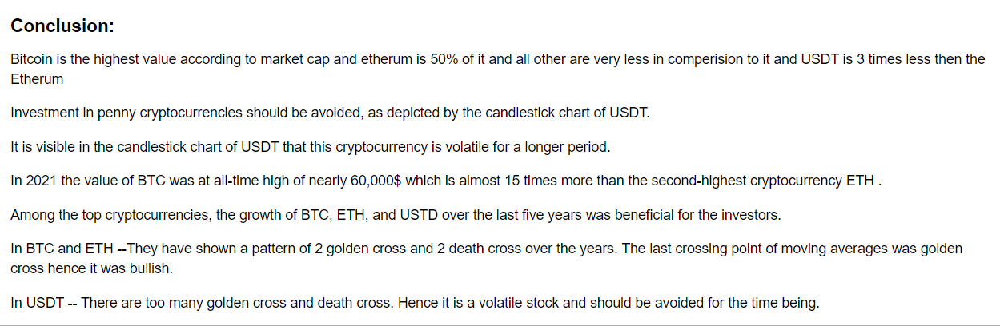 Conclusion:
Bitcoin is the highest value according to market cap and etherum is 50% of it and all other are very less in comperision to it and USDT is 3 times less then the
Etherum
Investment in penny cryptocurrencies should be avoided, as depicted by the candlestick chart of USDT.
It is visible in the candlestick chart of USDT that this cryptocurrency is volatile for a longer period.
In 2021 the value of BTC was at all-time high of nearly 60,000$ which is almost 15 times more than the second-highest cryptocurrency ETH .
Among the top cryptocurrencies, the growth of BTC, ETH, and USTD over the last five years was beneficial for the investors.
In BTC and ETH --They have shown a pattern of 2 golden cross and 2 death cross over the years. The last crossing point of moving averages was golden
cross hence it was bullish.
In USDT -- There are too many golden cross and death cross. Hence it is a volatile stock and should be avoided for the time being.